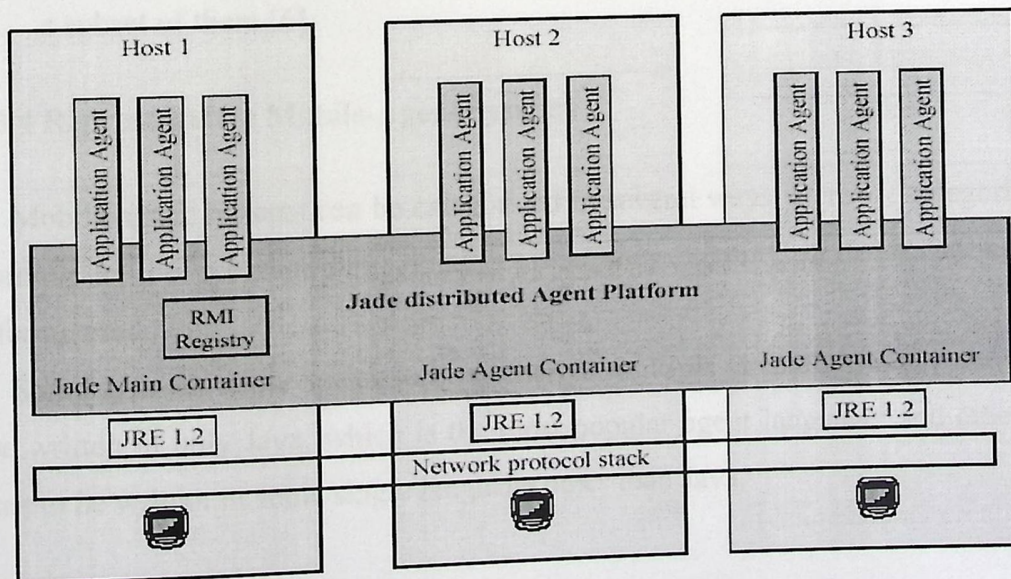 Host 1
Host 2
Host 3
Application Agent
Application Agent
Application Agent
Application Agent
Application Agent
Application Agent
Application Agent
Application Agent
Application Agent
Jade distributed Agent Platform
RMI
Registry
Jade Main Container
Jade Agent Container
Jade Agent Container
JRE 1.2
JRE 1.2
JRE 1.2
Network protocol stack